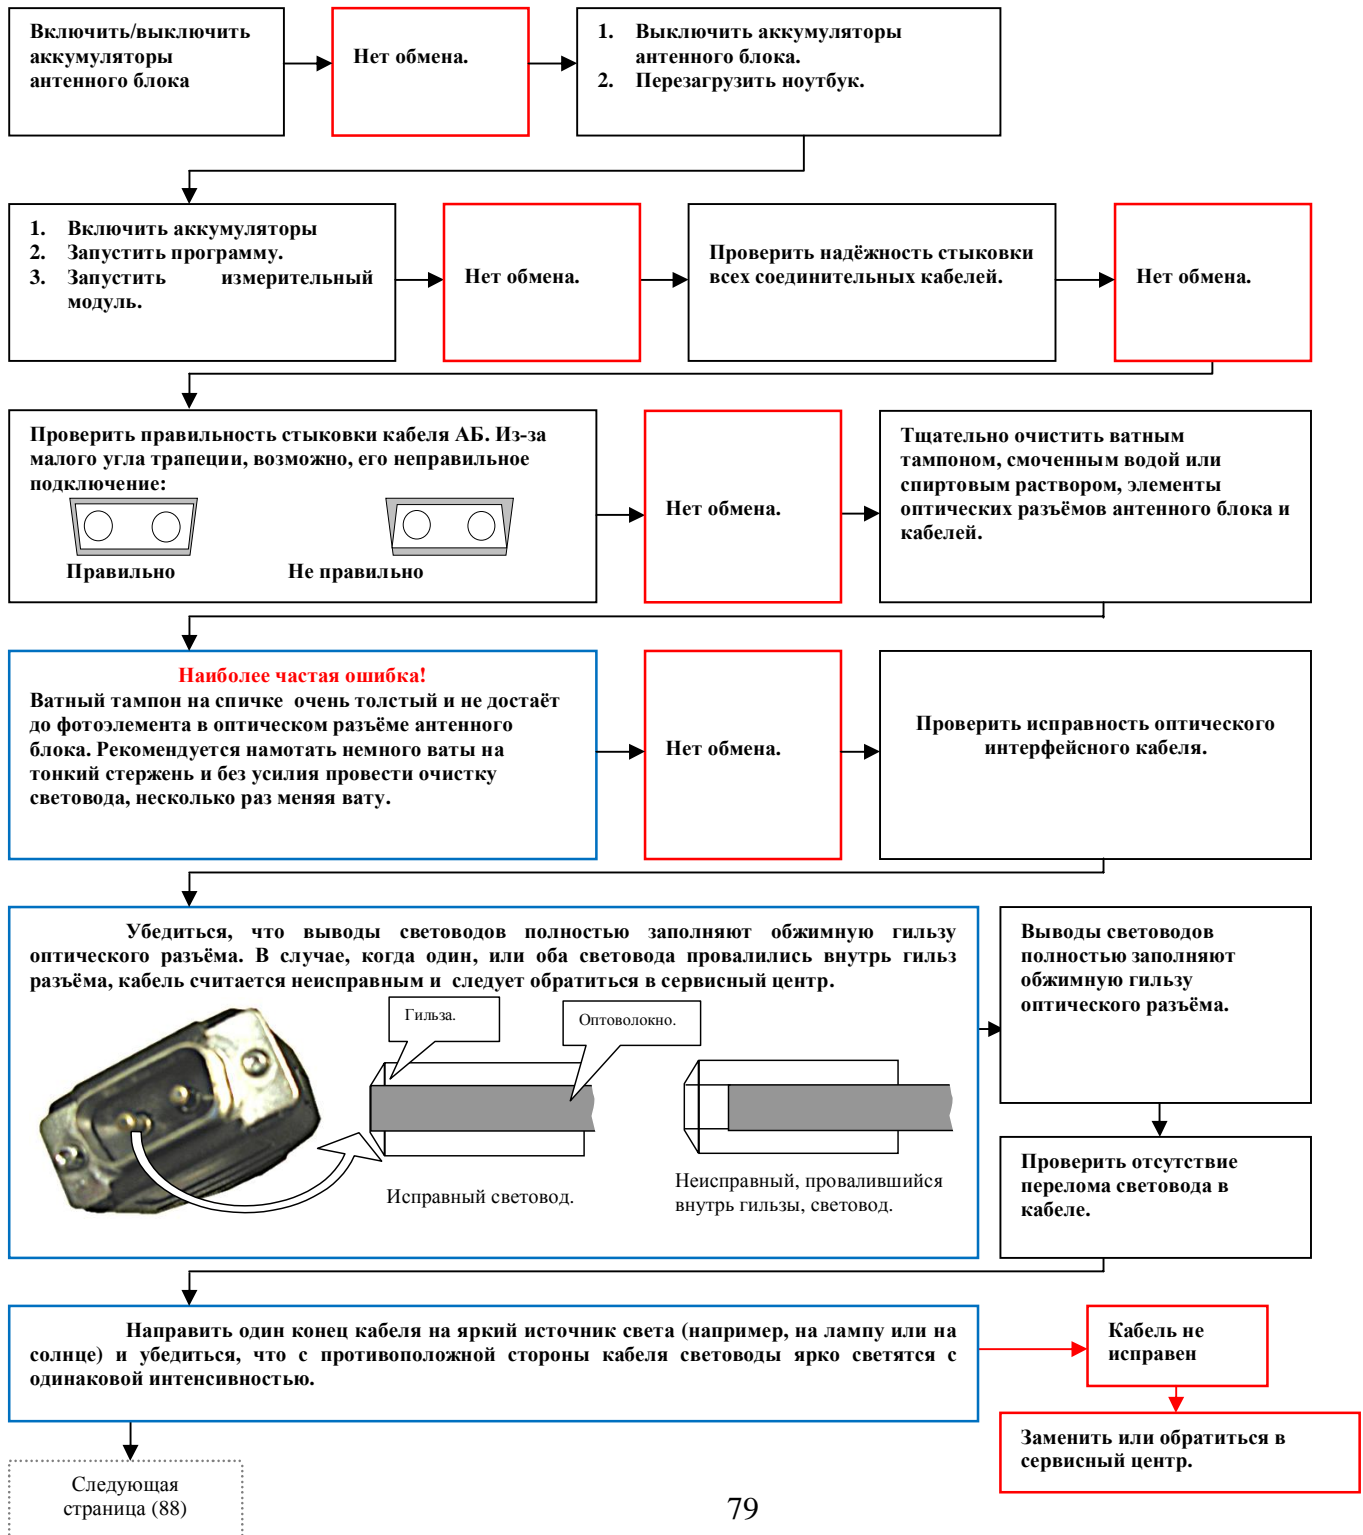 Включить/выключить
аккумуляторы
антенного блока
Нет обмена.
1. Выключить аккумуляторы
антенного блока.
2. Перезагрузить ноутбук.
1. Включить аккумуляторы
2. Запустить программу.
3. Запустить измерительный
модуль.
Нет обмена.
Проверить надёжность стыковки
всех соединительных кабелей.
Нет обмена.
Проверить правильность стыковки кабеля АБ. Из-за
малого угла трапеции, возможно, его неправильное
подключение:
Правильно
Не правильно
Нет обмена.
Тщательно очистить ватным
тампоном, смоченным водой или
спиртовым раствором, элементы
оптических разъёмов антенного блока и
кабелей.
Наиболее частая ошибка!
Ватный тампон на спичке очень толстый и не достаёт
до фотоэлемента в оптическом разъёме антенного
блока. Рекомендуется намотать немного ваты на
тонкий стержень и без усилия провести очистку
световода, несколько раз меняя вату.
Нет обмена.
Проверить исправность оптического
интерфейсного кабеля.
Убедиться, что выводы световодов полностью заполняют обжимную гильзу
оптического разъёма. В случае, когда один, или оба световода провалились внутрь гильз
разъёма, кабель считается неисправным и следует обратиться в сервисный центр.
Гильза.
Оптоволокно.
Исправный световод.
Неисправный, провалившийся
внутрь гильзы, световод.
Выводы световодов
полностью заполняют
обжимную гильзу
оптического разъёма.
Проверить отсутствие
перелома световода в
кабеле.
Направить один конец кабеля на яркий источник света (например, на лампу или на
солнце) и убедиться, что с противоположной стороны кабеля световоды ярко светятся с
одинаковой интенсивностью.
Кабель не
исправен
Заменить или обратиться в
сервисный центр.
Следующая
страница (88)
79